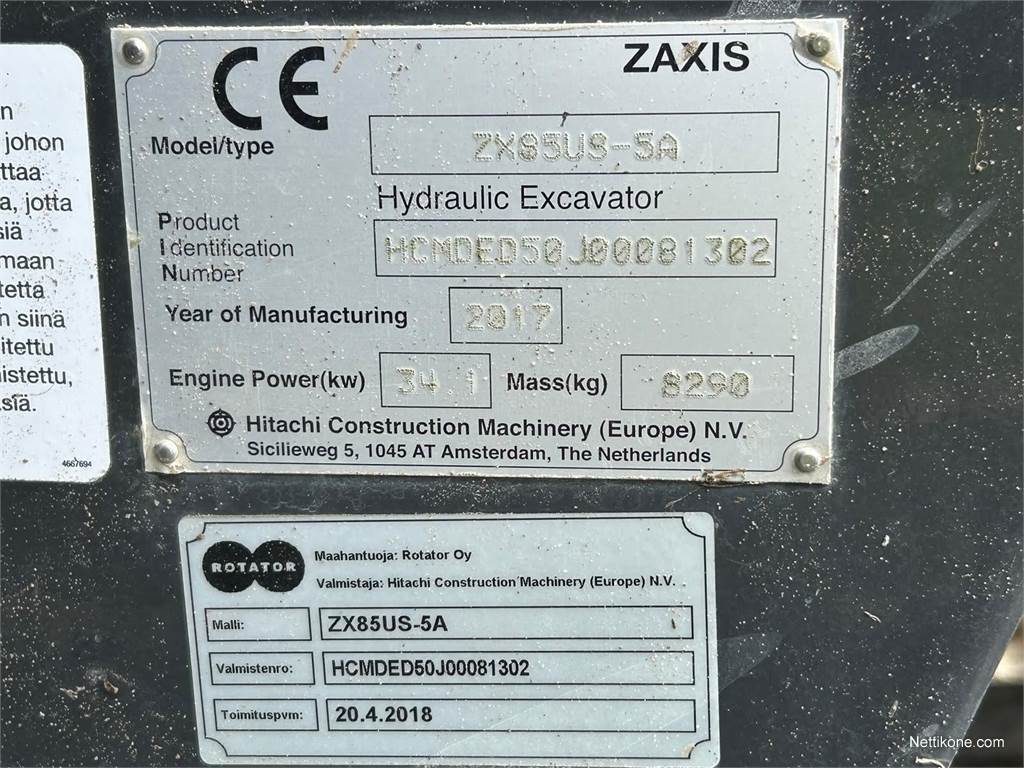 n
johon
ttaa
a, jotta
siä
maan
tettä
n siinä
itettu
istettu,
siä.
4667694
CE
ZAXIS
Model/type
ZX85US-5A
Hydraulic Excavator
Product
Identification
Number
HCMDED50J00081302
Year of Manufacturing
2017
Engine Power(kw)
34.1
Mass(kg)
8290
Hitachi Construction Machinery (Europe) N.V.
Sicilieweg 5, 1045 AT Amsterdam, The Netherlands
ROTATOR
Maahantuoja: Rotator Oy
Valmistaja: Hitachi Construction Machinery (Europe) N.V.
Malli:
ZX85US-5A
Valmistenro:
HCMDED50J00081302
Toimituspvm:
20.4.2018
Nettikone.com